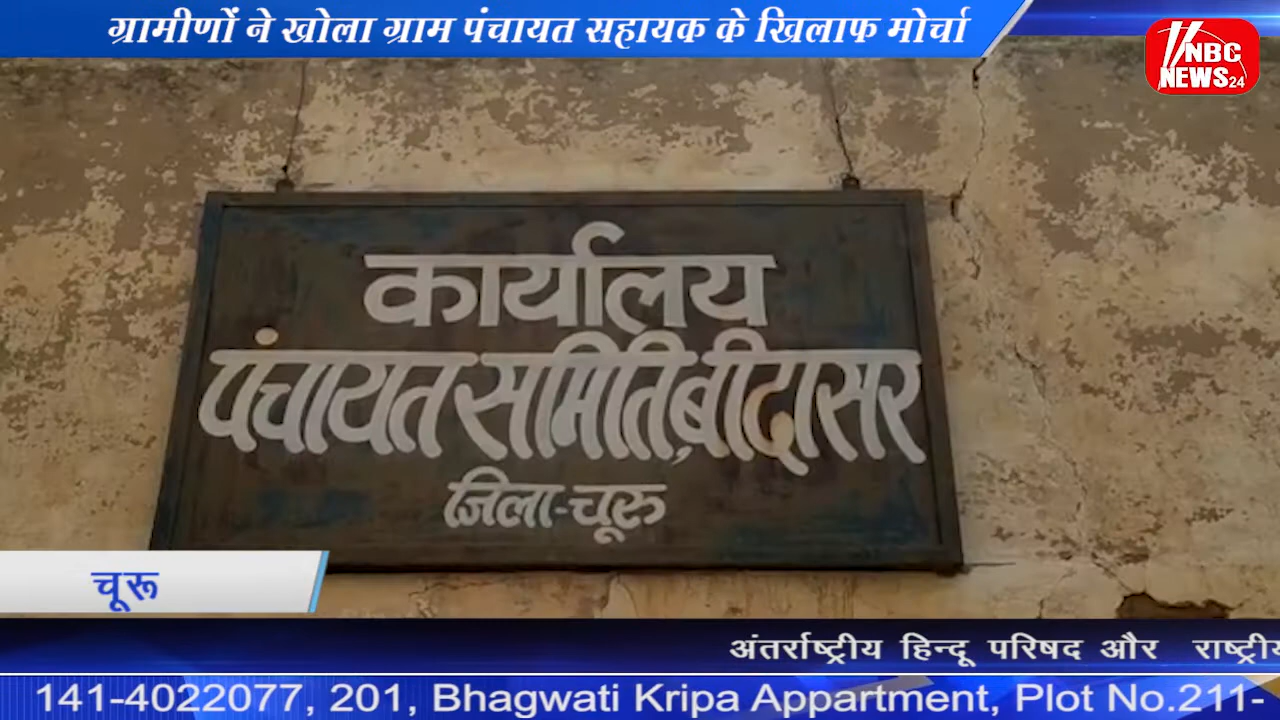 ग्रामीणों ने खोला ग्राम पंचायत सहायक के खिलाफ मोर्चा
KNBC
NEWS24
कार्यालय
पंचायत समिति, बीदासर
जिला-चूरु
चूरू
अंतर्राष्ट्रीय हिन्दू परिषद और राष्ट्रीय
141-4022077, 201, Bhagwati Kripa Appartment, Plot No.211-